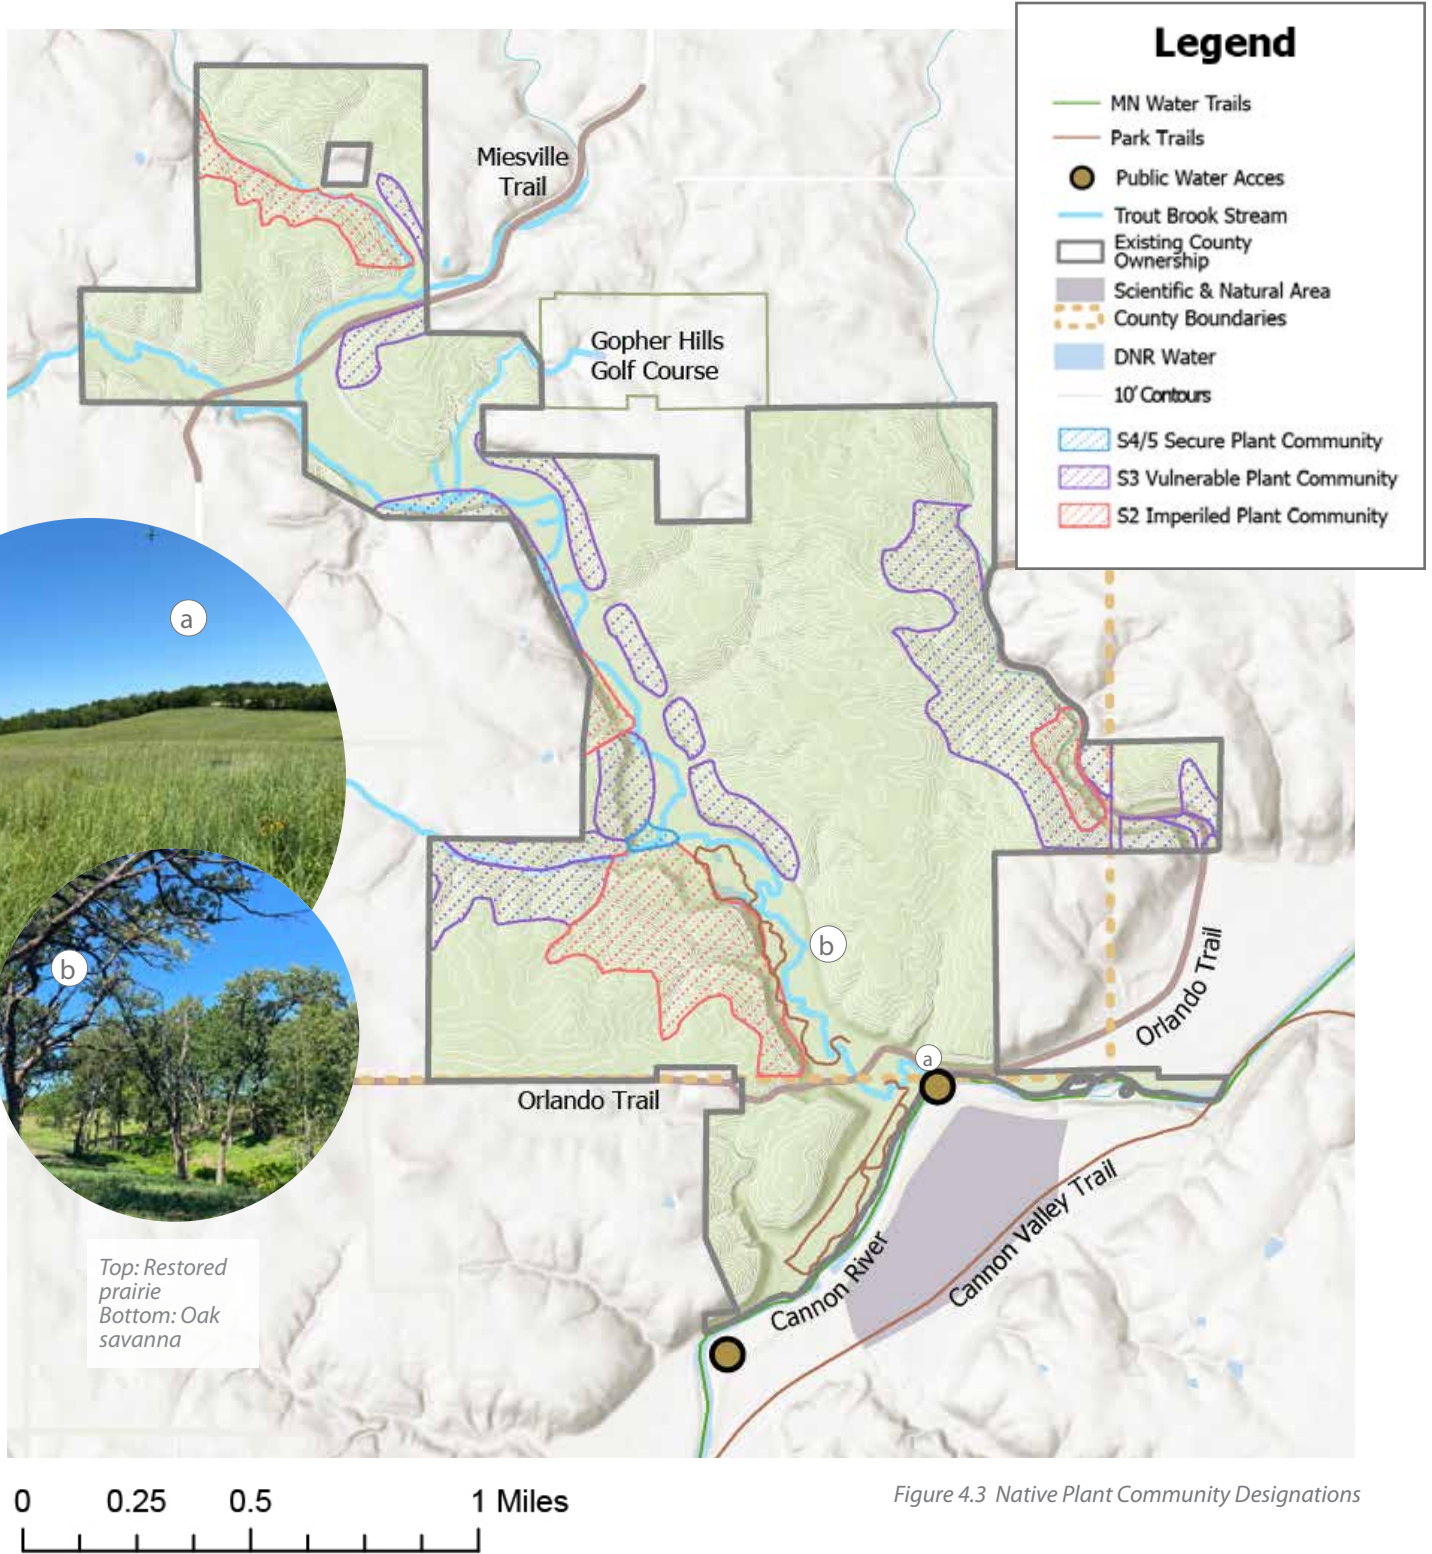 Legend
MN Water Trails
Park Trails
Public Water Acces
Trout Brook Stream
Existing County
Ownership
Scientific & Natural Area
County Boundaries
DNR Water
10' Contours
S4/5 Secure Plant Community
S3 Vulnerable Plant Community
S2 Imperiled Plant Community
Miesville
Trail
Gopher Hills
Golf Course
a
b
b
a
Orlando Trail
Orlando Trail
Cannon River
Cannon Valley Trail
Top: Restored
prairie
Bottom: Oak
savanna
0 0.25 0.5 1 Miles
Figure 4.3 Native Plant Community Designations